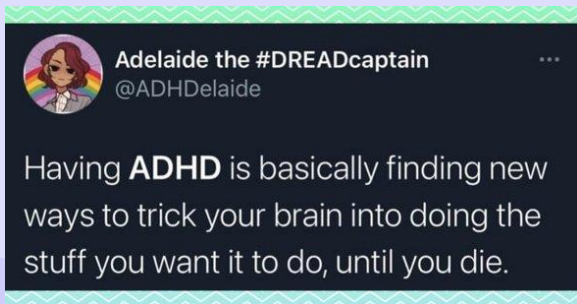 Adelaide the #DREADcaptain
@ADHDelaide
Having ADHD is basically finding new
ways to trick your brain into doing the
stuff you want it to do, until you die.